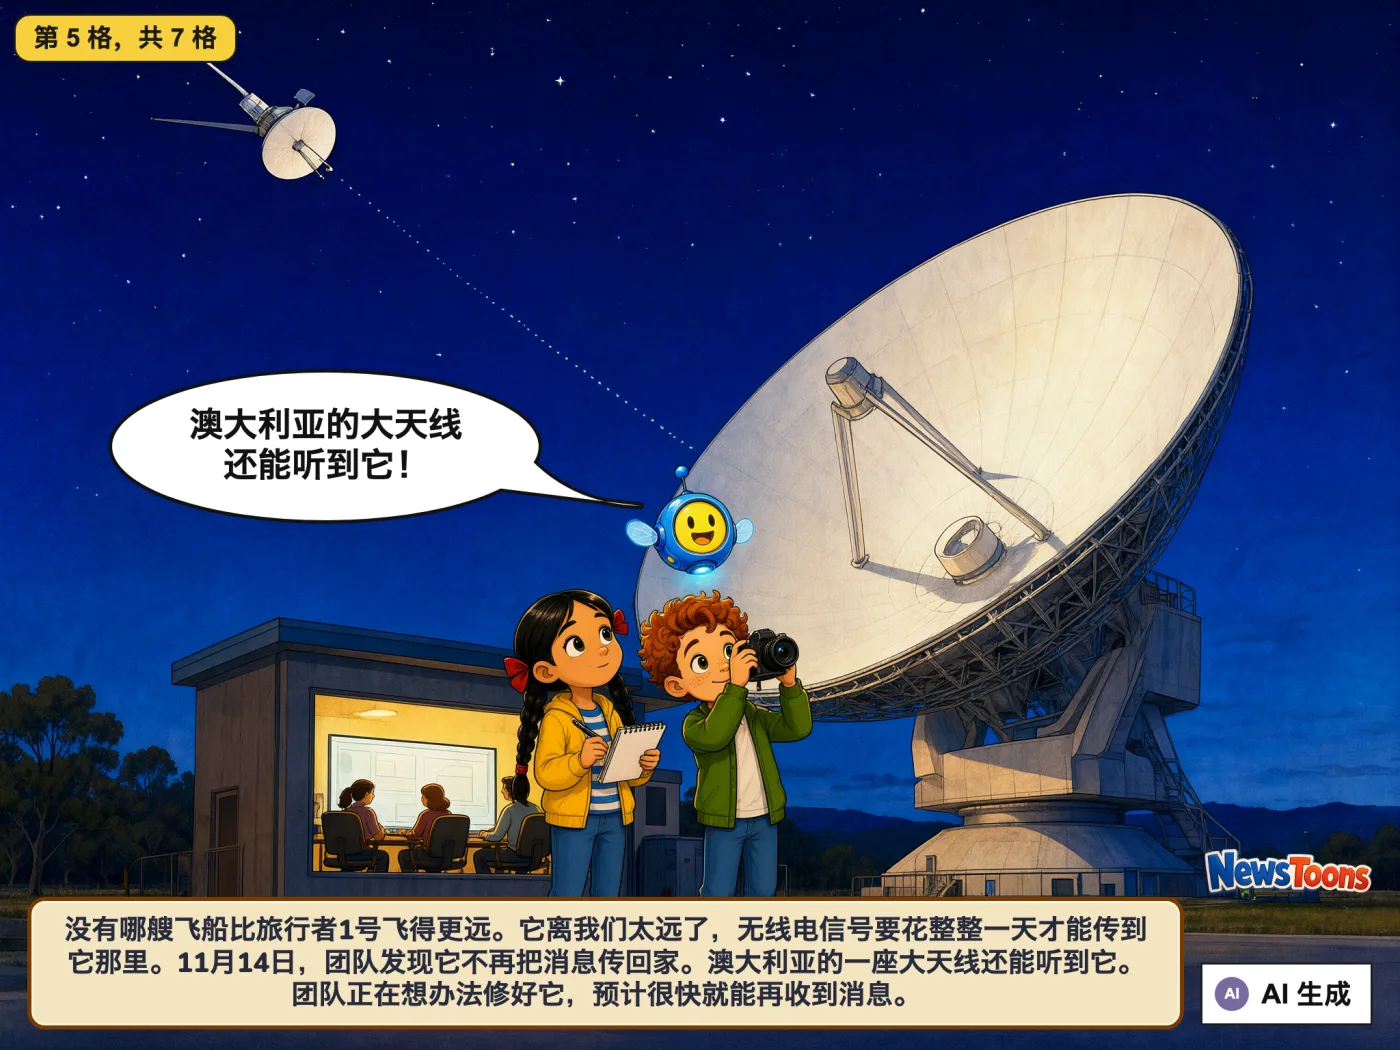 第 5 格，共 7 格
澳大利亚的大天线
还能听到它！
没有哪艘飞船比旅行者1号飞得更远。它离我们太远了，无线电信号要花整整一天才能传到
它那里。11月14日，团队发现它不再把消息传回家。澳大利亚的一座大天线还能听到它。
团队正在想办法修好它，预计很快就能再收到消息。
NewsToons
AI AI 生成